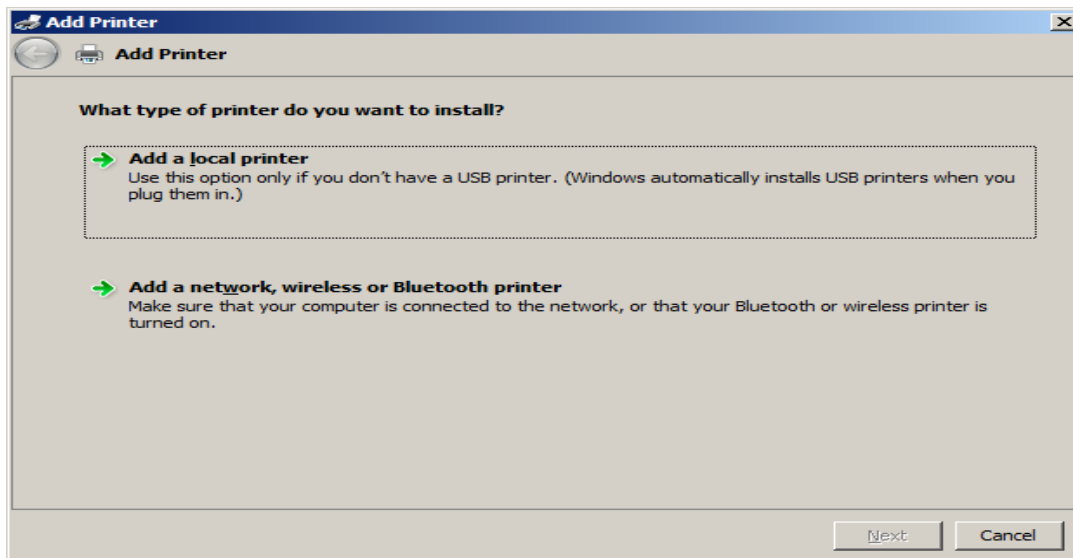 Add Printer
Add Printer
What type of printer do you want to install?
Add a local printer
Use this option only if you don't have a USB printer. (Windows automatically installs USB printers when you
plug them in.)
Add a network, wireless or Bluetooth printer
Make sure that your computer is connected to the network, or that your Bluetooth or wireless printer is
turned on.
Next
Cancel